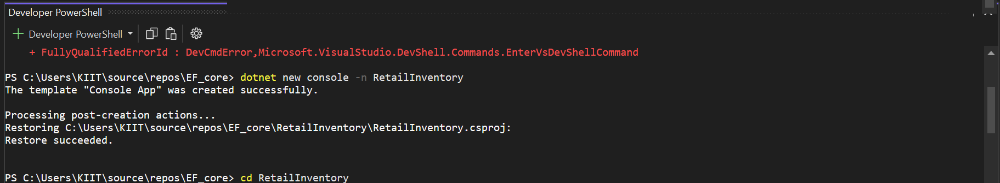 Developer PowerShell
Developer PowerShell
+ FullyQualifiedErrorId : DevCmdError,Microsoft.VisualStudio.DevShell.Commands.EnterVsDevShellCommand
PS C:\Users\KIIT\source\repos\EF_core> dotnet new console -n RetailInventory
The template "Console App" was created successfully.
Processing post-creation actions...
Restoring C:\Users\KIIT\source\repos\EF_core\RetailInventory\RetailInventory.csproj:
Restore succeeded.
PS C:\Users\KIIT\source\repos\EF_core> cd RetailInventory